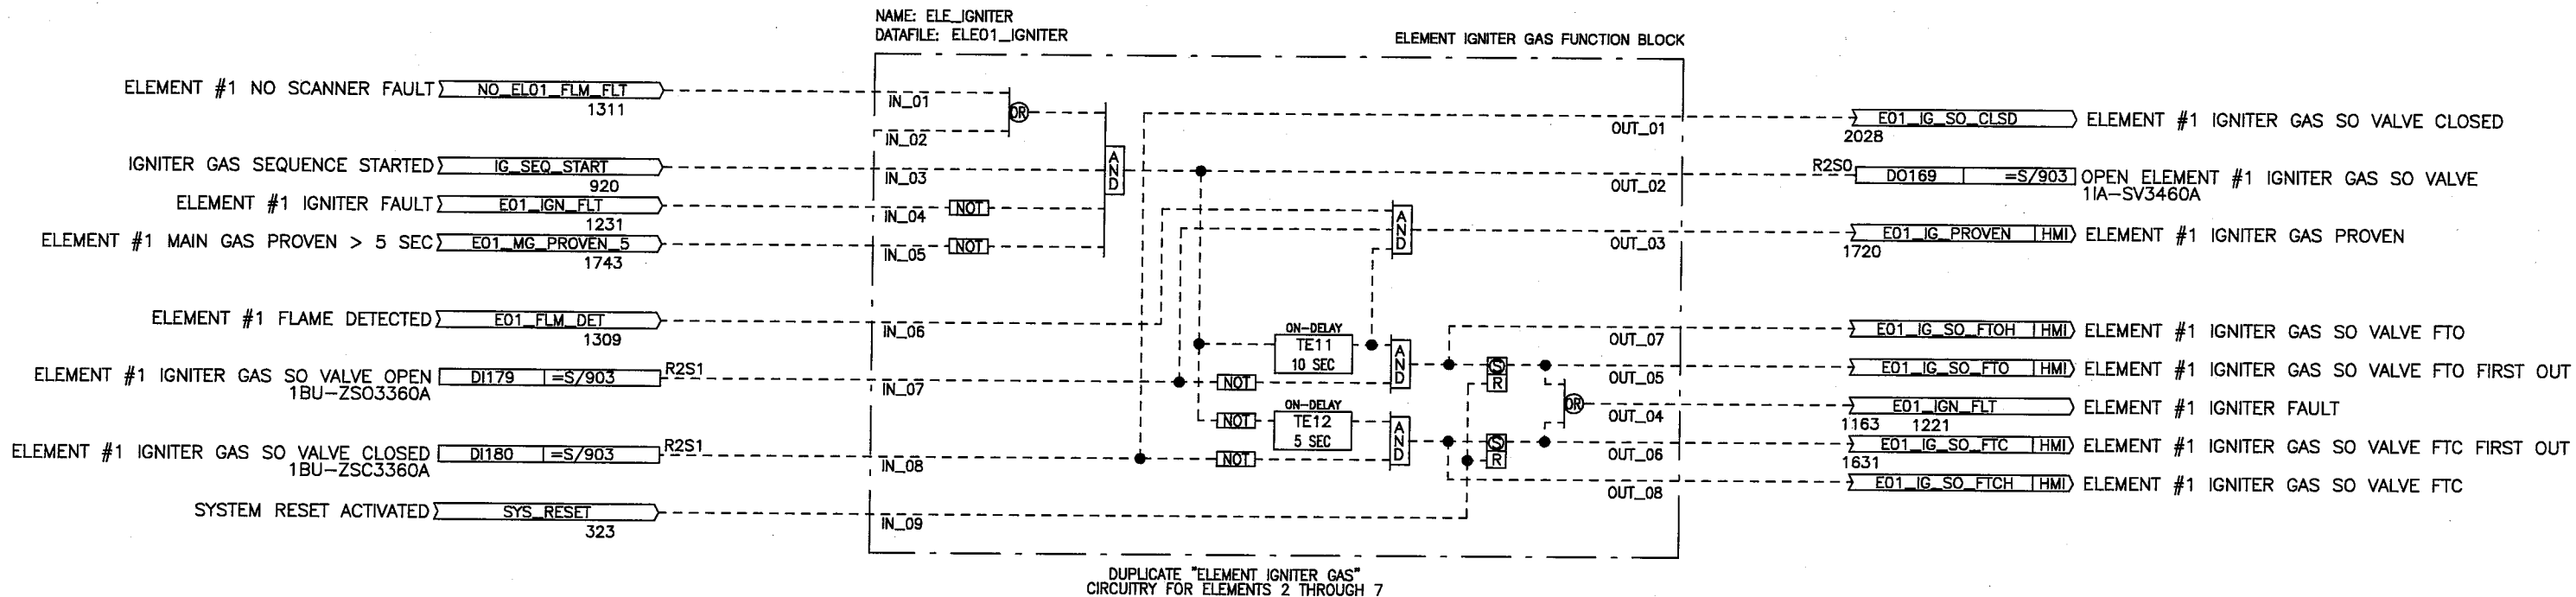 NAME: ELE_IGNITER
DATAFILE: ELE01_IGNITER
ELEMENT IGNITER GAS FUNCTION BLOCK
ELEMENT #1 NO SCANNER FAULT NO_EL01_FLM_FLT
1311
IGNITER GAS SEQUENCE STARTED IG_SEQ_START
920
ELEMENT #1 IGNITER FAULT E01_IGN_FLT
1231
ELEMENT #1 MAIN GAS PROVEN > 5 SEC E01_MG_PROVEN_5
1743
ELEMENT #1 FLAME DETECTED E01_FLM_DET
1309
ELEMENT #1 IGNITER GAS SO VALVE OPEN DI179 =S/903 R2S1
1BU-ZSO3360A
ELEMENT #1 IGNITER GAS SO VALVE CLOSED DI180 =S/903 R2S1
1BU-ZSC3360A
SYSTEM RESET ACTIVATED SYS_RESET
323
IN_01
IN_02
IN_03
IN_04
IN_05
IN_06
IN_07
IN_08
IN_09
OR
NOT
NOT
AND
AND
ON-DELAY
TE11
10 SEC
NOT
AND
S
R
NOT
ON-DELAY
TE12
5 SEC
NOT
AND
S
R
OR
OUT_01
OUT_02
OUT_03
OUT_07
OUT_05
OUT_04
OUT_06
OUT_08
E01_IG_SO_CLSD ELEMENT #1 IGNITER GAS SO VALVE CLOSED
2028
R2S0 DO169 =S/903 OPEN ELEMENT #1 IGNITER GAS SO VALVE
1IA-SV3460A
E01_IG_PROVEN HMI ELEMENT #1 IGNITER GAS PROVEN
1720
E01_IG_SO_FTOH HMI ELEMENT #1 IGNITER GAS SO VALVE FTO
E01_IG_SO_FTO HMI ELEMENT #1 IGNITER GAS SO VALVE FTO FIRST OUT
E01_IGN_FLT ELEMENT #1 IGNITER FAULT
1163 1221
E01_IG_SO_FTC HMI ELEMENT #1 IGNITER GAS SO VALVE FTC FIRST OUT
1631
E01_IG_SO_FTCH HMI ELEMENT #1 IGNITER GAS SO VALVE FTC
DUPLICATE "ELEMENT IGNITER GAS"
CIRCUITRY FOR ELEMENTS 2 THROUGH 7